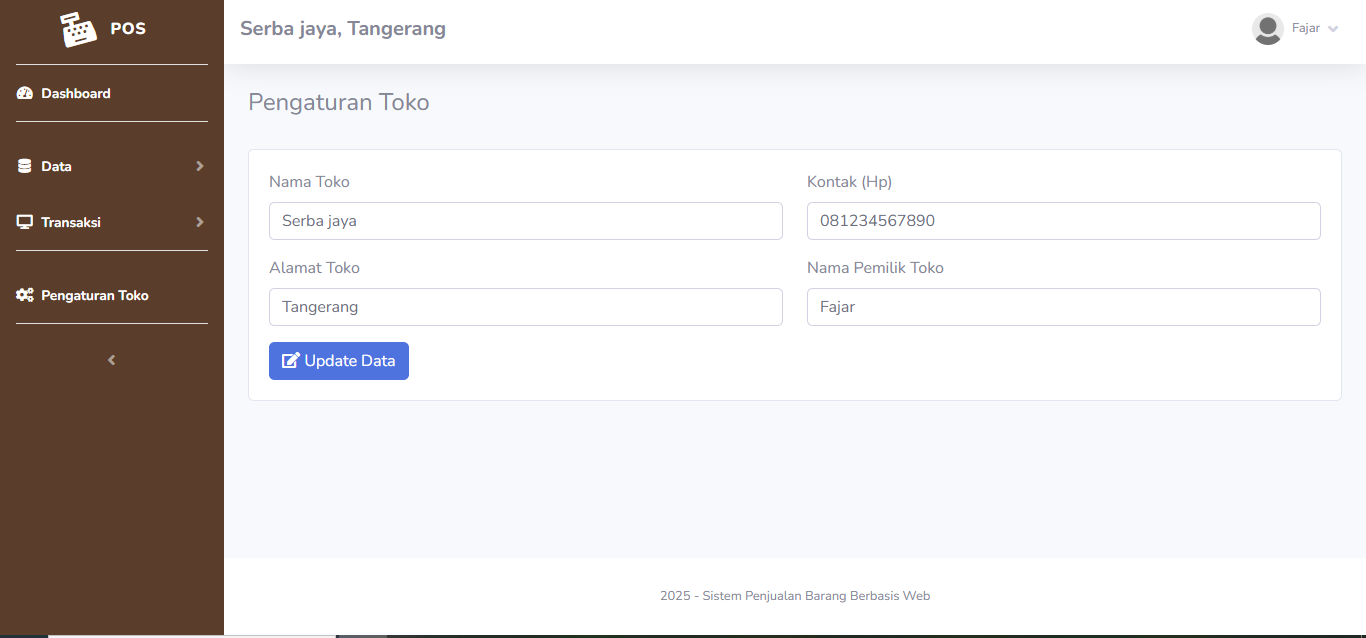 POS
Dashboard
Data
Transaksi
Pengaturan Toko
Serba jaya, Tangerang
Fajar
Pengaturan Toko
Nama Toko
Serba jaya
Kontak (Hp)
081234567890
Alamat Toko
Tangerang
Nama Pemilik Toko
Fajar
Update Data
2025 - Sistem Penjualan Barang Berbasis Web